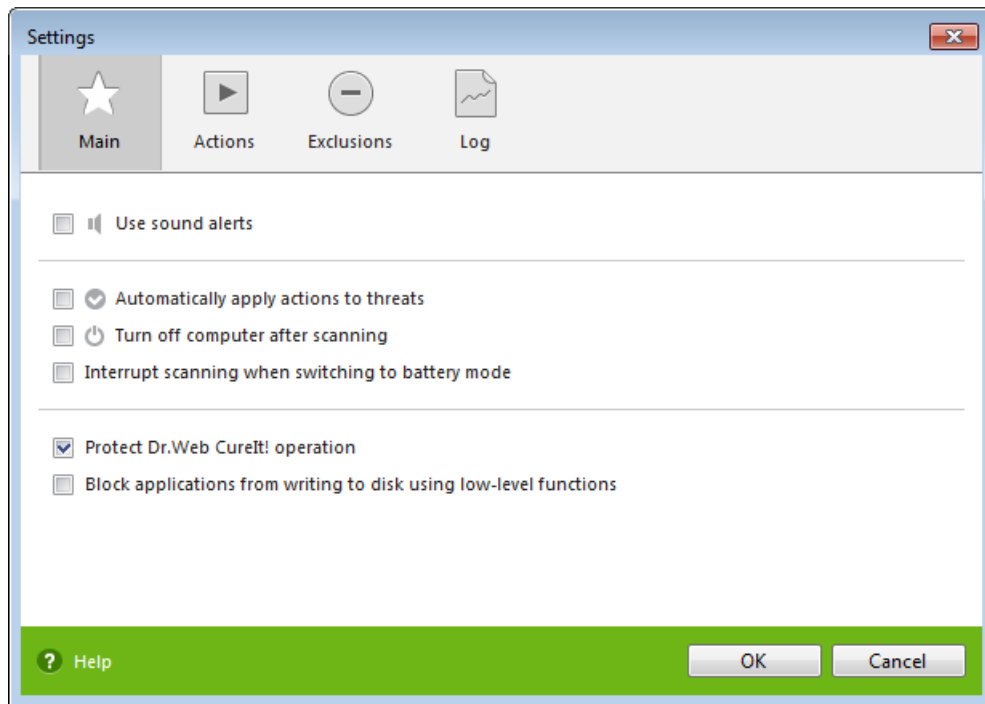 Settings
Main Actions Exclusions Log
Use sound alerts
Automatically apply actions to threats
Turn off computer after scanning
Interrupt scanning when switching to battery mode
Protect Dr.Web CureIt! operation
Block applications from writing to disk using low-level functions
? Help OK Cancel